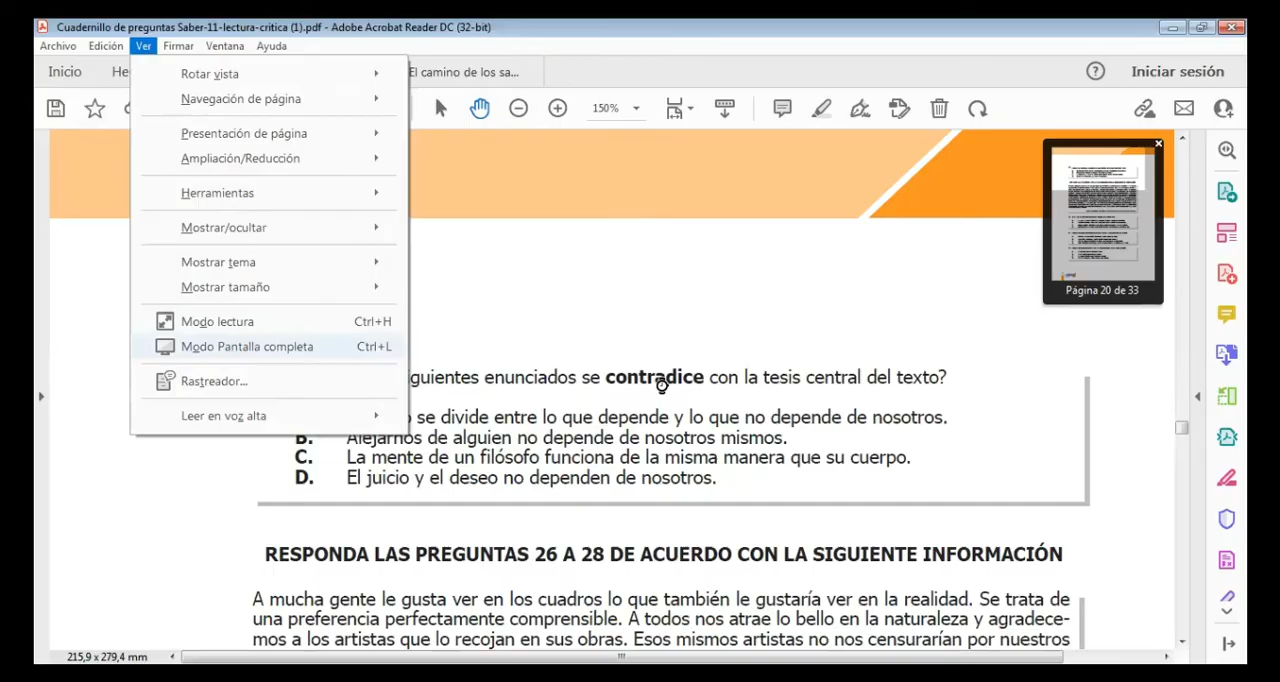 Cuadernillo de preguntas Saber-11-lectura-critica (1).pdf - Adobe Acrobat Reader DC (32-bit)
Archivo Edición Ver Firmar Ventana Ayuda
Inicio He El camino de los sa... Iniciar sesión
150%
Rotar vista
Navegación de página
Presentación de página
Ampliación/Reducción
Herramientas
Mostrar/ocultar
Mostrar tema
Mostrar tamaño
Modo lectura Ctrl+H
Modo Pantalla completa Ctrl+L
Rastreador...
Leer en voz alta
Página 20 de 33
guientes enunciados se contradice con la tesis central del texto?
se divide entre lo que depende y lo que no depende de nosotros.
B. Alejarnos de alguien no depende de nosotros mismos.
C. La mente de un filósofo funciona de la misma manera que su cuerpo.
D. El juicio y el deseo no dependen de nosotros.
RESPONDA LAS PREGUNTAS 26 A 28 DE ACUERDO CON LA SIGUIENTE INFORMACIÓN
A mucha gente le gusta ver en los cuadros lo que también le gustaría ver en la realidad. Se trata de
una preferencia perfectamente comprensible. A todos nos atrae lo bello en la naturaleza y agradece-
mos a los artistas que lo recojan en sus obras. Esos mismos artistas no nos censurarían por nuestros
215,9 x 279,4 mm